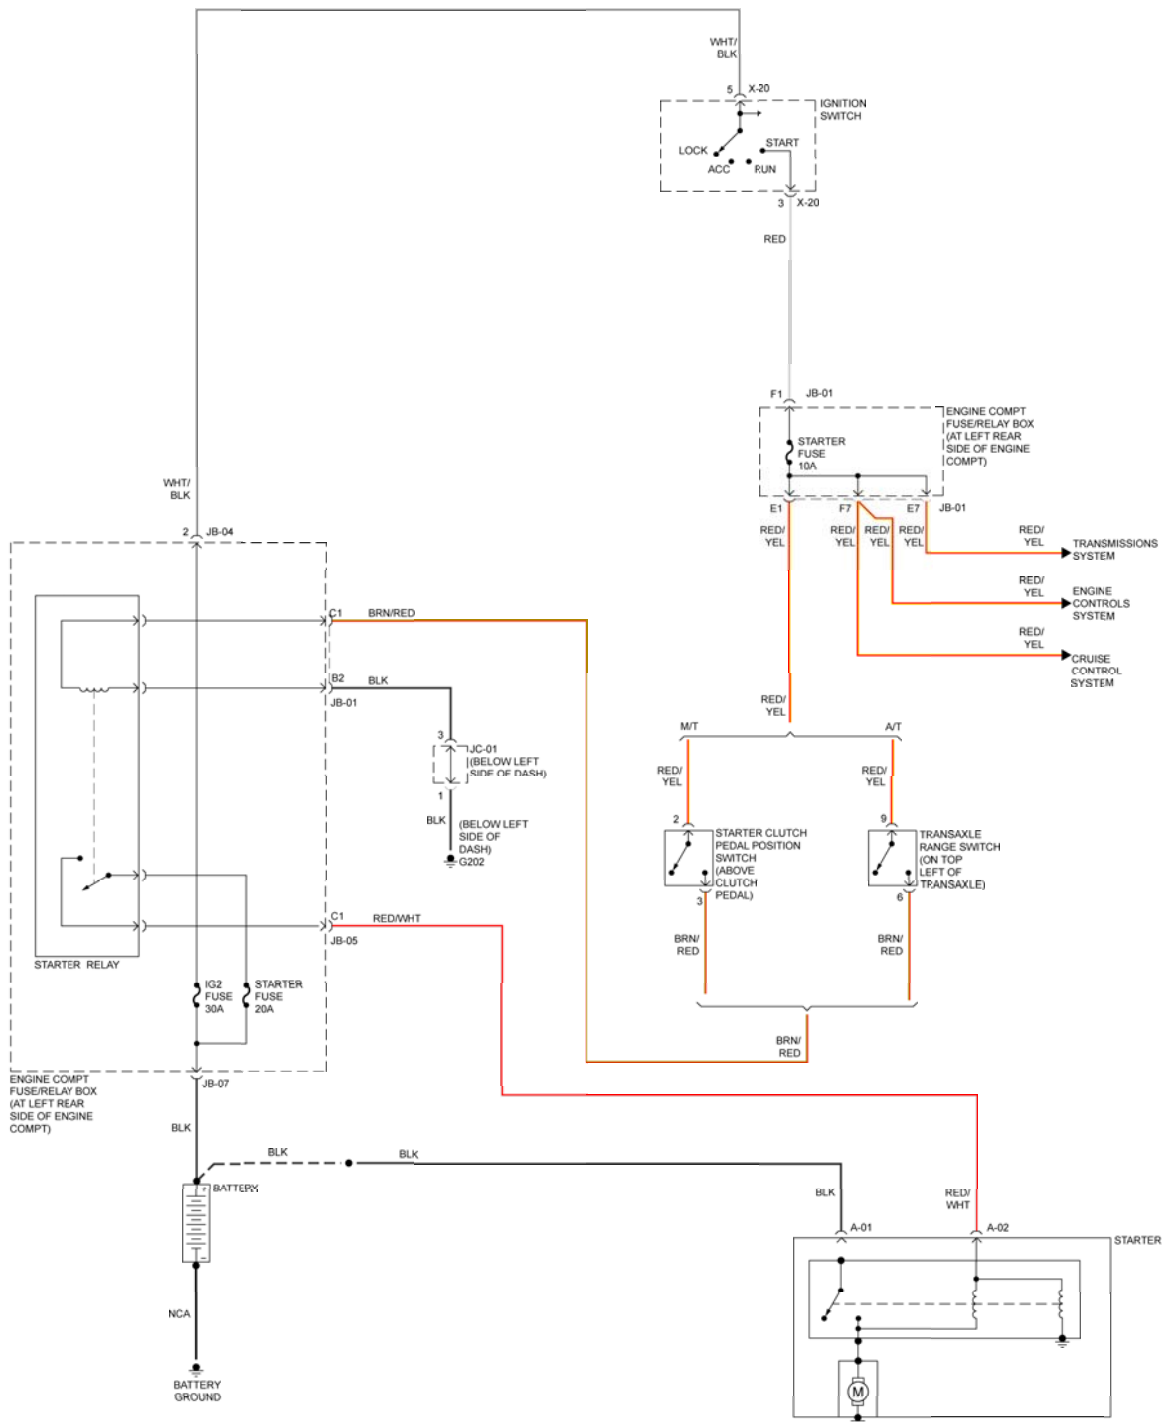 WHT/
BLK
5 X-20
IGNITION
SWITCH
LOCK
START
ACC
RUN
3 X-20
RED
F1 JB-01
ENGINE COMPT
FUSE/RELAY BOX
(AT LEFT REAR
SIDE OF ENGINE
COMPT)
STARTER
FUSE
10A
E1
F7
E7
JB-01
RED/
YEL
RED/
YEL
RED/
YEL
RED/
YEL
RED/
YEL
TRANSMISSIONS
SYSTEM
RED/
YEL
ENGINE
CONTROLS
SYSTEM
RED/
YEL
CRUISE
CONTROL
SYSTEM
WHT/
BLK
2 JB-04
C1
BRN/RED
B2
BLK
JB-01
3
JC-01
(BELOW LEFT
SIDE OF DASH)
1
BLK
(BELOW LEFT
SIDE OF
DASH)
G202
RED/
YEL
M/T
A/T
RED/
YEL
RED/
YEL
2
STARTER CLUTCH
PEDAL POSITION
SWITCH
(ABOVE
CLUTCH
PEDAL)
3
9
TRANSAXLE
RANGE SWITCH
(ON TOP
LEFT OF
TRANSAXLE)
6
BRN/
RED
BRN/
RED
BRN/
RED
C1
RED/WHT
JB-05
STARTER RELAY
IG2
FUSE
30A
STARTER
FUSE
20A
JB-07
ENGINE COMPT
FUSE/RELAY BOX
(AT LEFT REAR
SIDE OF ENGINE
COMPT)
BLK
BLK
BLK
+
BATTERY
-
NCA
BATTERY
GROUND
BLK
RED/
WHT
A-01
A-02
STARTER
M